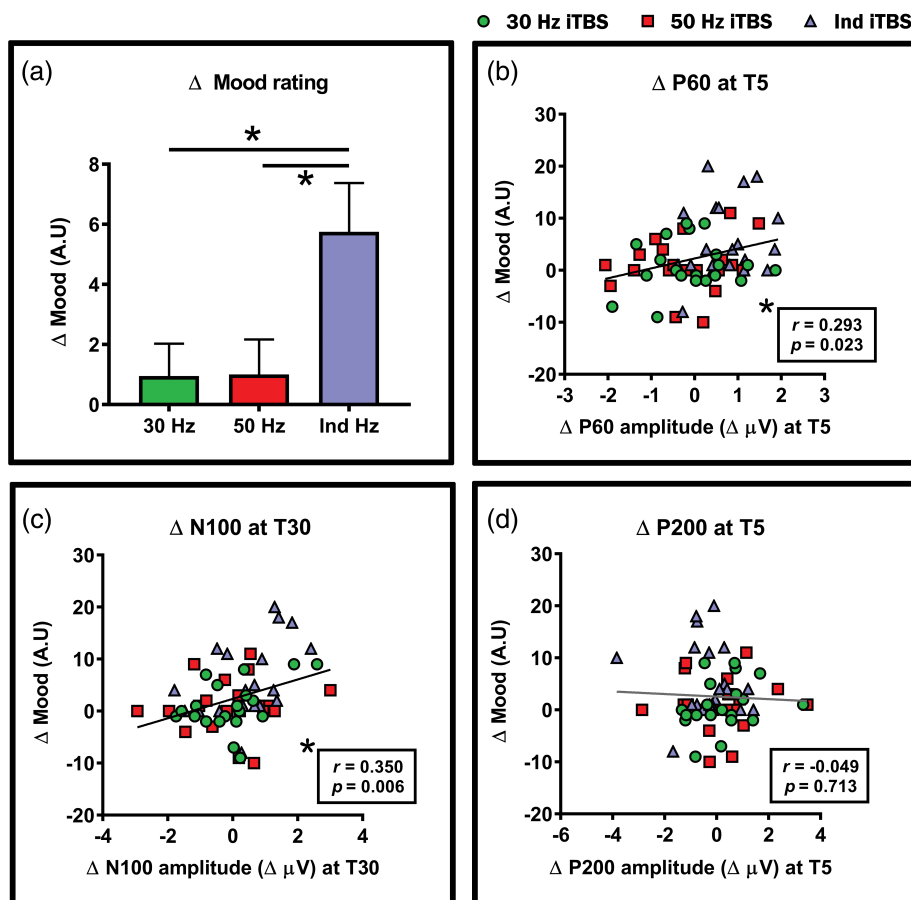 30 Hz iTBS 50 Hz iTBS Ind iTBS
(a)
Δ Mood rating
*
*
8
6
4
2
0
Δ Mood (A.U)
30 Hz 50 Hz Ind Hz
(b)
Δ P60 at T5
30
20
10
0
-10
-20
Δ Mood (A.U)
*
r = 0.293
p = 0.023
-3 -2 -1 0 1 2 3
Δ P60 amplitude (Δ μV) at T5
(c)
Δ N100 at T30
30
20
10
0
-10
-20
Δ Mood (A.U)
*
r = 0.350
p = 0.006
-4 -2 0 2 4
Δ N100 amplitude (Δ μV) at T30
(d)
Δ P200 at T5
30
20
10
0
-10
-20
Δ Mood (A.U)
r = -0.049
p = 0.713
-6 -4 -2 0 2 4
Δ P200 amplitude (Δ μV) at T5